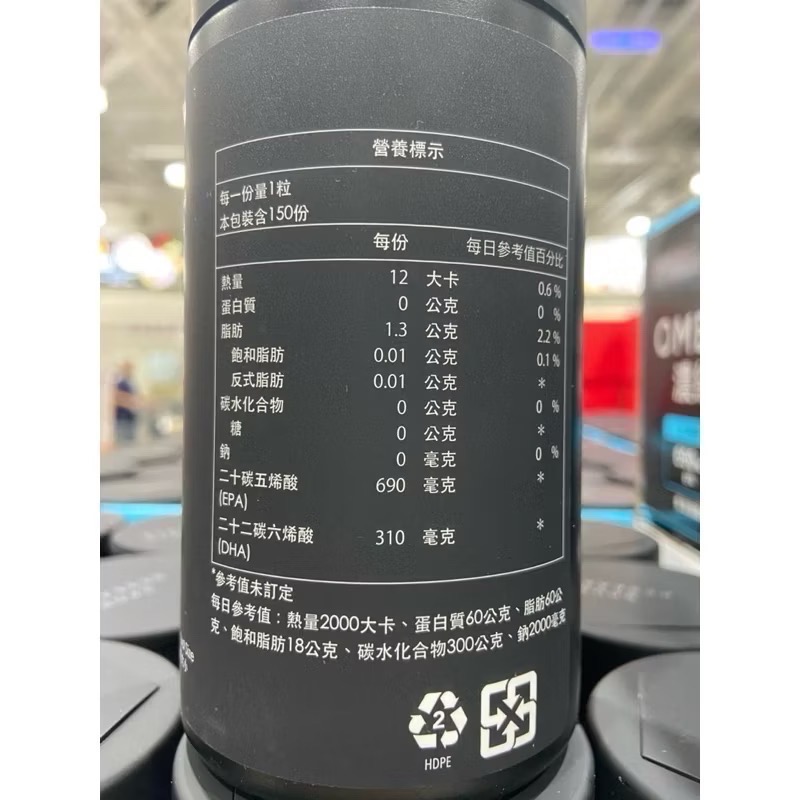 營養標示
每一份量1粒
本包裝含150份
每份 每日參考值百分比
熱量 12 大卡 0.6 %
蛋白質 0 公克 0 %
脂肪 1.3 公克 2.2 %
飽和脂肪 0.01 公克 0.1 %
反式脂肪 0.01 公克 *
碳水化合物 0 公克 0 %
糖 0 公克 *
鈉 0 毫克 0 %
二十碳五烯酸 690 毫克 *
(EPA)
二十二碳六烯酸 310 毫克 *
(DHA)
*參考值未訂定
每日參考值：熱量2000大卡、蛋白質60公克、脂肪60公
克、飽和脂肪18公克、碳水化合物300公克、鈉2000毫克
2
HDPE
OME